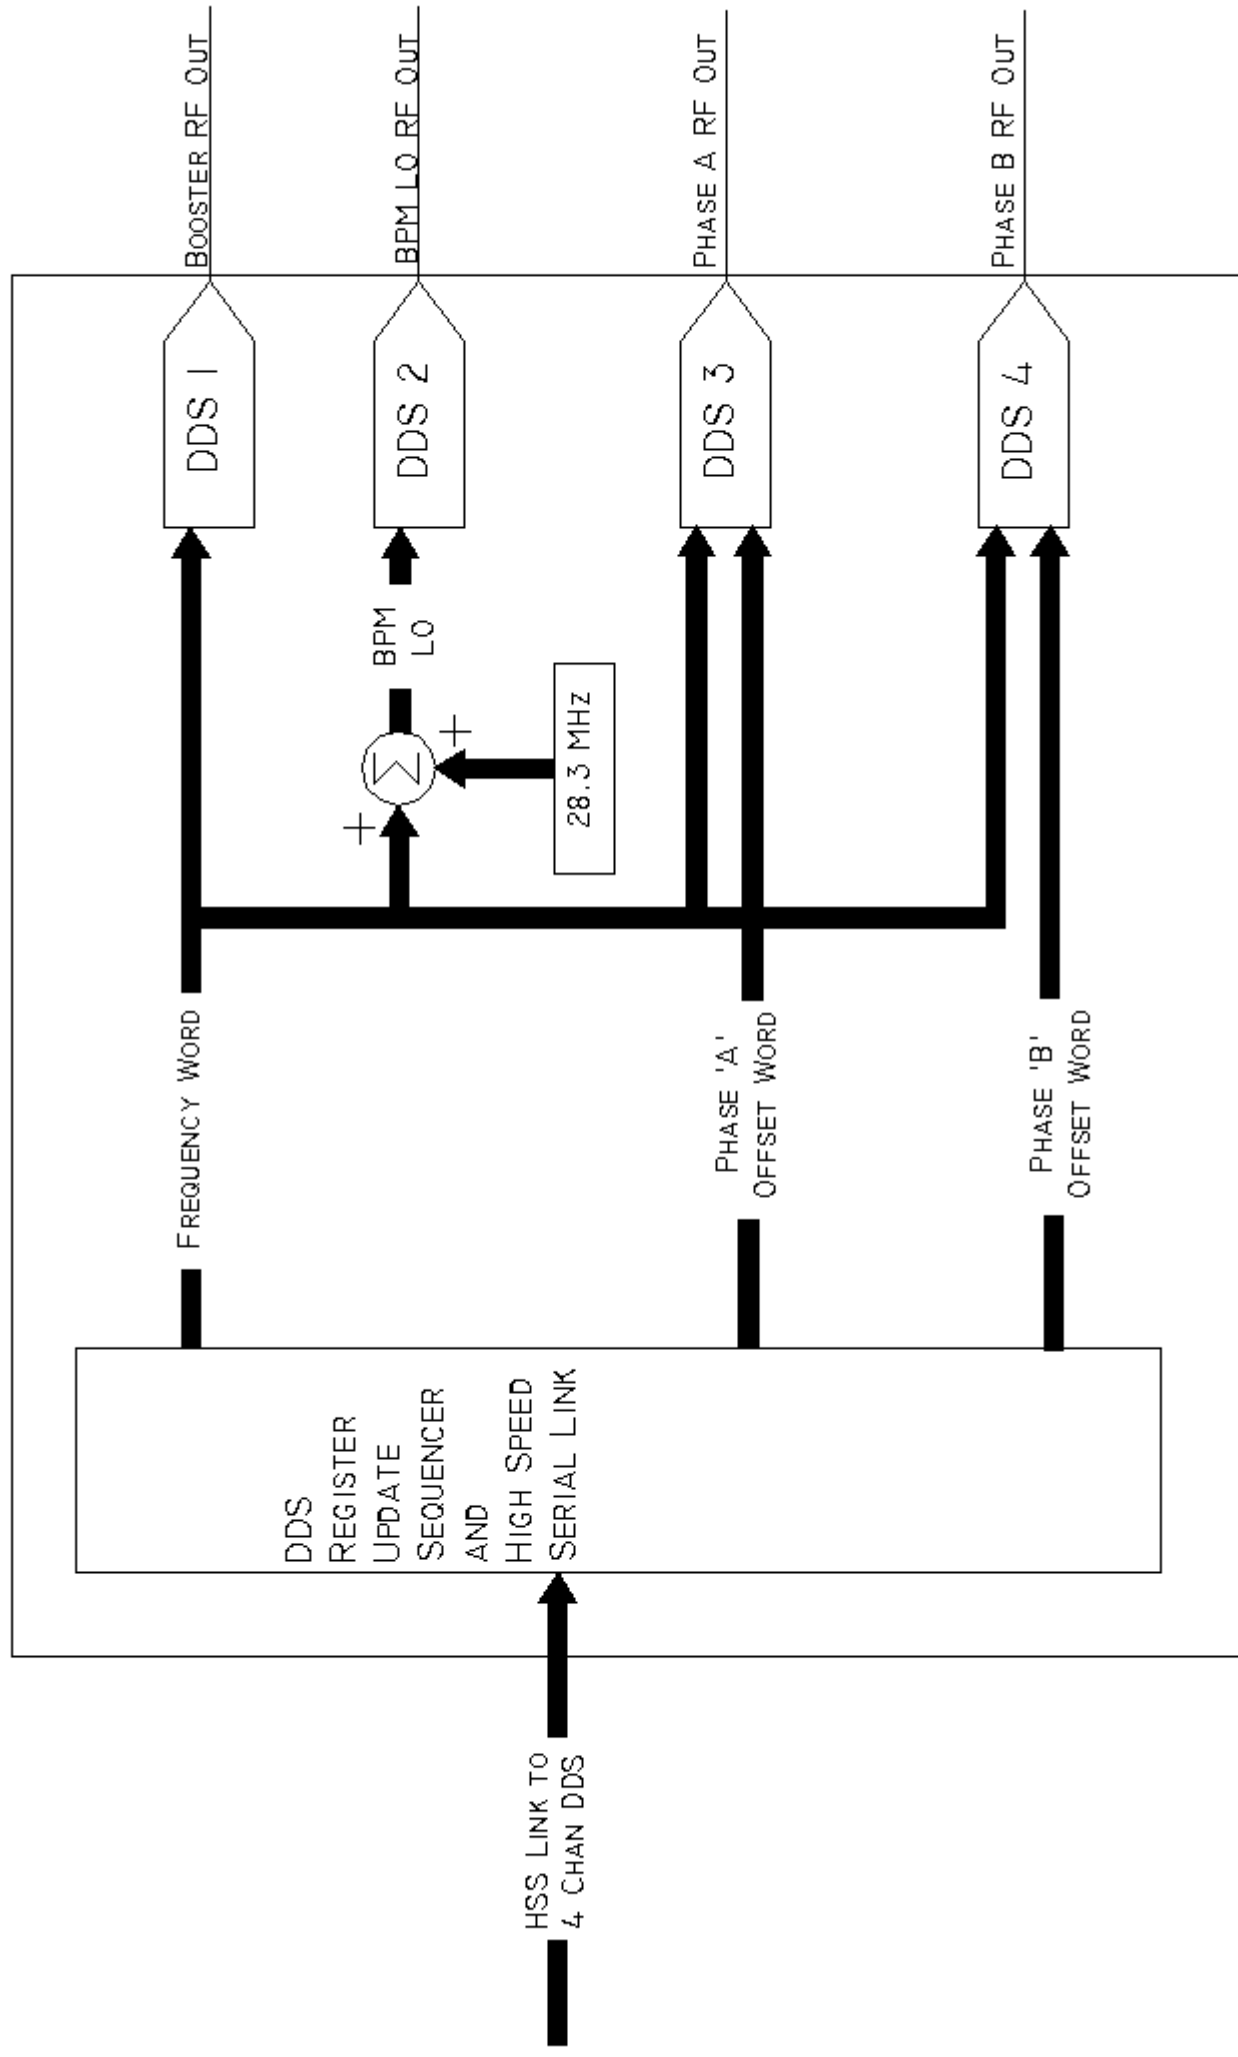 HSS LINK TO
4 CHAN DDS
DDS
REGISTER
UPDATE
SEQUENCER
AND
HIGH SPEED
SERIAL LINK
FREQUENCY WORD
PHASE 'A'
OFFSET WORD
PHASE 'B'
OFFSET WORD
+
Σ
+
28.3 MHZ
BPM
LO
DDS 1
DDS 2
DDS 3
DDS 4
BOOSTER RF OUT
BPM LO RF OUT
PHASE A RF OUT
PHASE B RF OUT